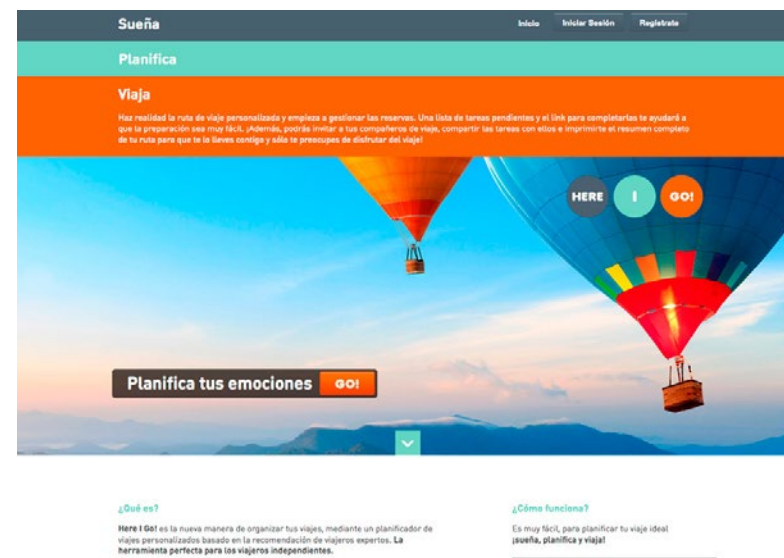 Sueña
Inicio
Iniciar Sesión
Regístrate
Planifica
Viaja
Haz realidad la ruta de viaje personalizada y empieza a gestionar las reservas. Una lista de tareas pendientes y el link para completarlas te ayudará a
que la preparación sea muy fácil. ¡Además, podrás invitar a tus compañeros de viaje, compartir las tareas con ellos e imprimirte el resumen completo
de tu ruta para que te lo lleves contigo y sólo te preocupes de disfrutar del viaje!
HERE
I
GO!
Planifica tus emociones
GO!
¿Qué es?
Here I Go! es la nueva manera de organizar tus viajes, mediante un planificador de
viajes personalizados basado en la recomendación de viajeros expertos. La
herramienta perfecta para los viajeros independientes.
¿Cómo funciona?
Es muy fácil, para planificar tu viaje ideal
¡sueña, planifica y viaja!